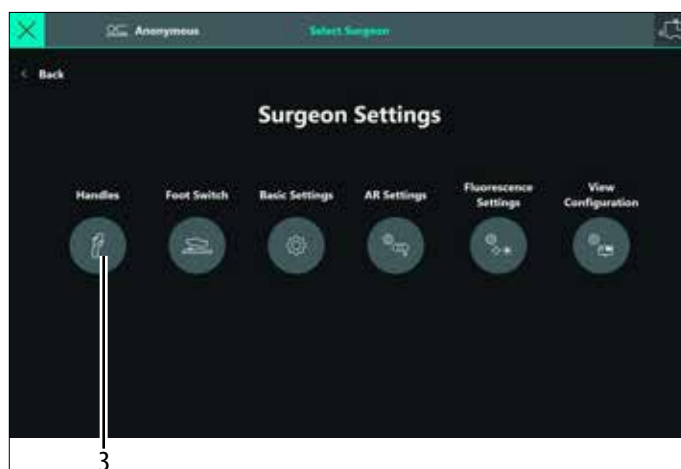 Anonymous
Select Surgeon
Back
Surgeon Settings
Handles
Foot Switch
Basic Settings
AR Settings
Fluorescence
Settings
View
Configuration
3